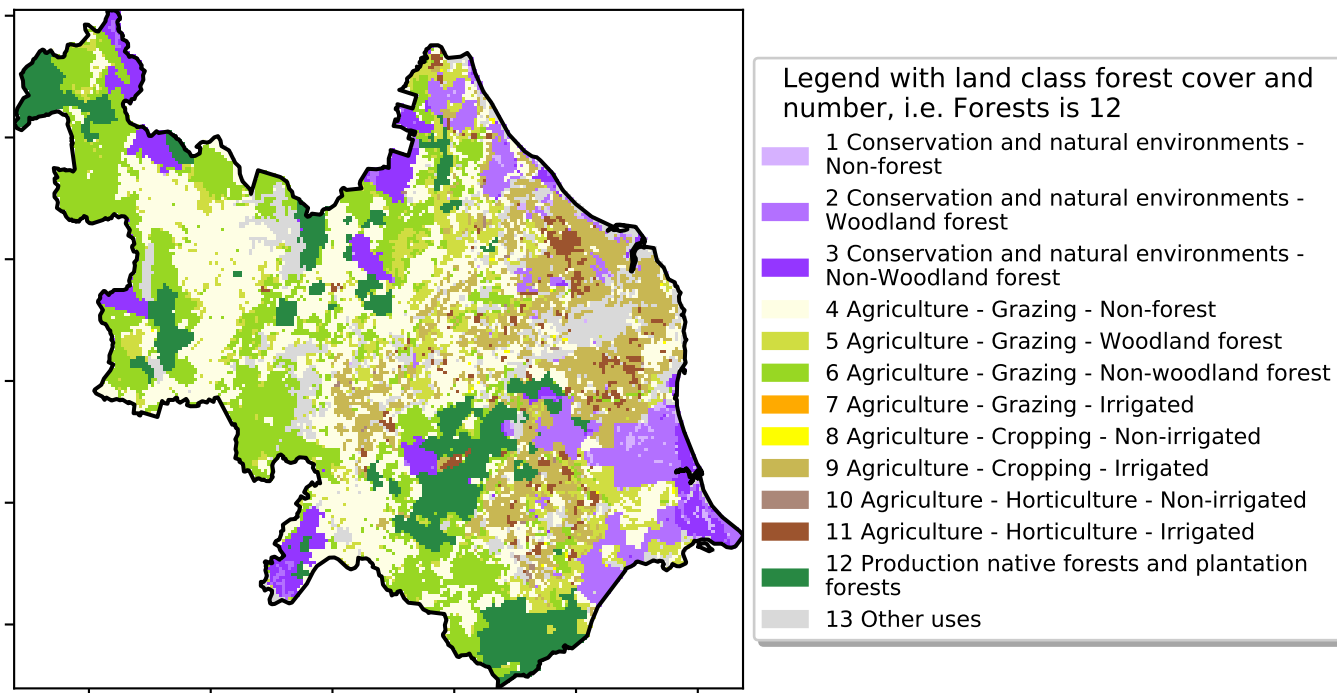 Legend with land class forest cover and
number, i.e. Forests is 12
1 Conservation and natural environments -
Non-forest
2 Conservation and natural environments -
Woodland forest
3 Conservation and natural environments -
Non-Woodland forest
4 Agriculture - Grazing - Non-forest
5 Agriculture - Grazing - Woodland forest
6 Agriculture - Grazing - Non-woodland forest
7 Agriculture - Grazing - Irrigated
8 Agriculture - Cropping - Non-irrigated
9 Agriculture - Cropping - Irrigated
10 Agriculture - Horticulture - Non-irrigated
11 Agriculture - Horticulture - Irrigated
12 Production native forests and plantation
forests
13 Other uses